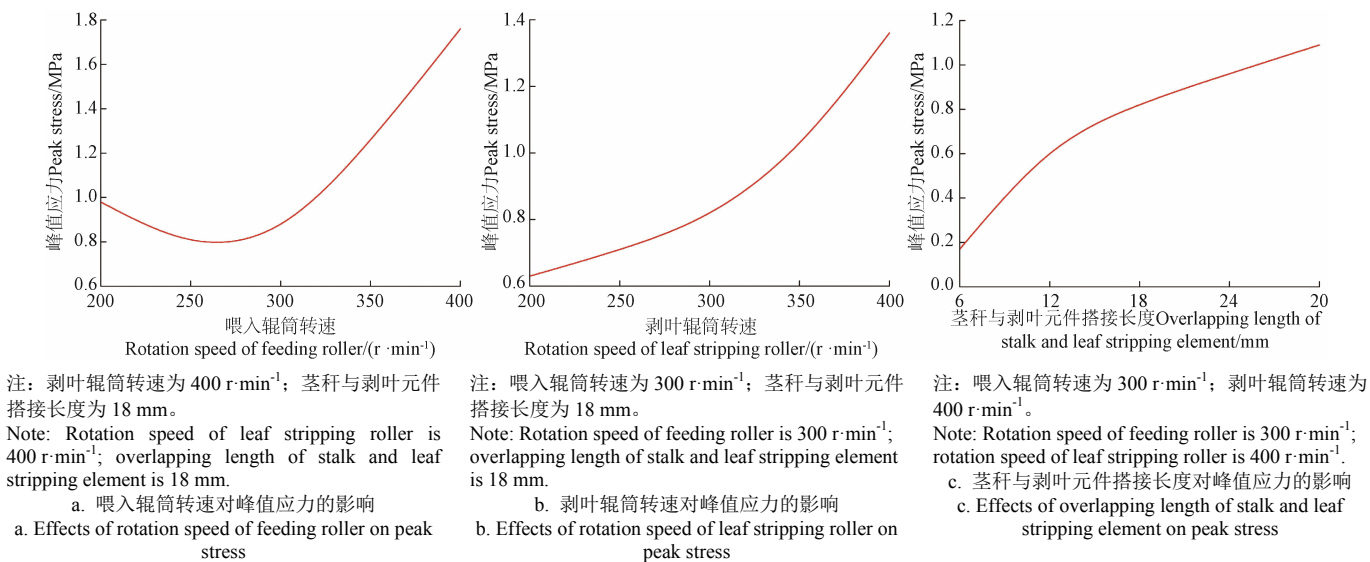 1.8
1.6
1.4
1.2
1.0
0.8
0.6
峰值应力Peak stress/MPa
200 250 300 350 400
喂入辊筒转速
Rotation speed of feeding roller/(r ·min⁻¹)
注：剥叶辊筒转速为 400 r·min⁻¹；茎秆与剥叶元件
搭接长度为 18 mm。
Note: Rotation speed of leaf stripping roller is
400 r·min⁻¹; overlapping length of stalk and leaf
stripping element is 18 mm.
a. 喂入辊筒转速对峰值应力的影响
a. Effects of rotation speed of feeding roller on peak
stress
1.4
1.2
1.0
0.8
0.6
峰值应力Peak stress/MPa
200 250 300 350 400
剥叶辊筒转速
Rotation speed of leaf stripping roller/(r ·min⁻¹)
注：喂入辊筒转速为 300 r·min⁻¹；茎秆与剥叶元件
搭接长度为 18 mm。
Note: Rotation speed of feeding roller is 300 r·min⁻¹;
overlapping length of stalk and leaf stripping element
is 18 mm.
b. 剥叶辊筒转速对峰值应力的影响
b. Effects of rotation speed of leaf stripping roller on
peak stress
1.2
1.0
0.8
0.6
0.4
0.2
0.0
峰值应力Peak stress/MPa
6 12 18 24 20
茎秆与剥叶元件搭接长度Overlapping length of
stalk and leaf stripping element/mm
注：喂入辊筒转速为 300 r·min⁻¹；剥叶辊筒转速为
400 r·min⁻¹。
Note: Rotation speed of feeding roller is 300 r·min⁻¹;
rotation speed of leaf stripping roller is 400 r·min⁻¹.
c. 茎秆与剥叶元件搭接长度对峰值应力的影响
c. Effects of overlapping length of stalk and leaf
stripping element on peak stress